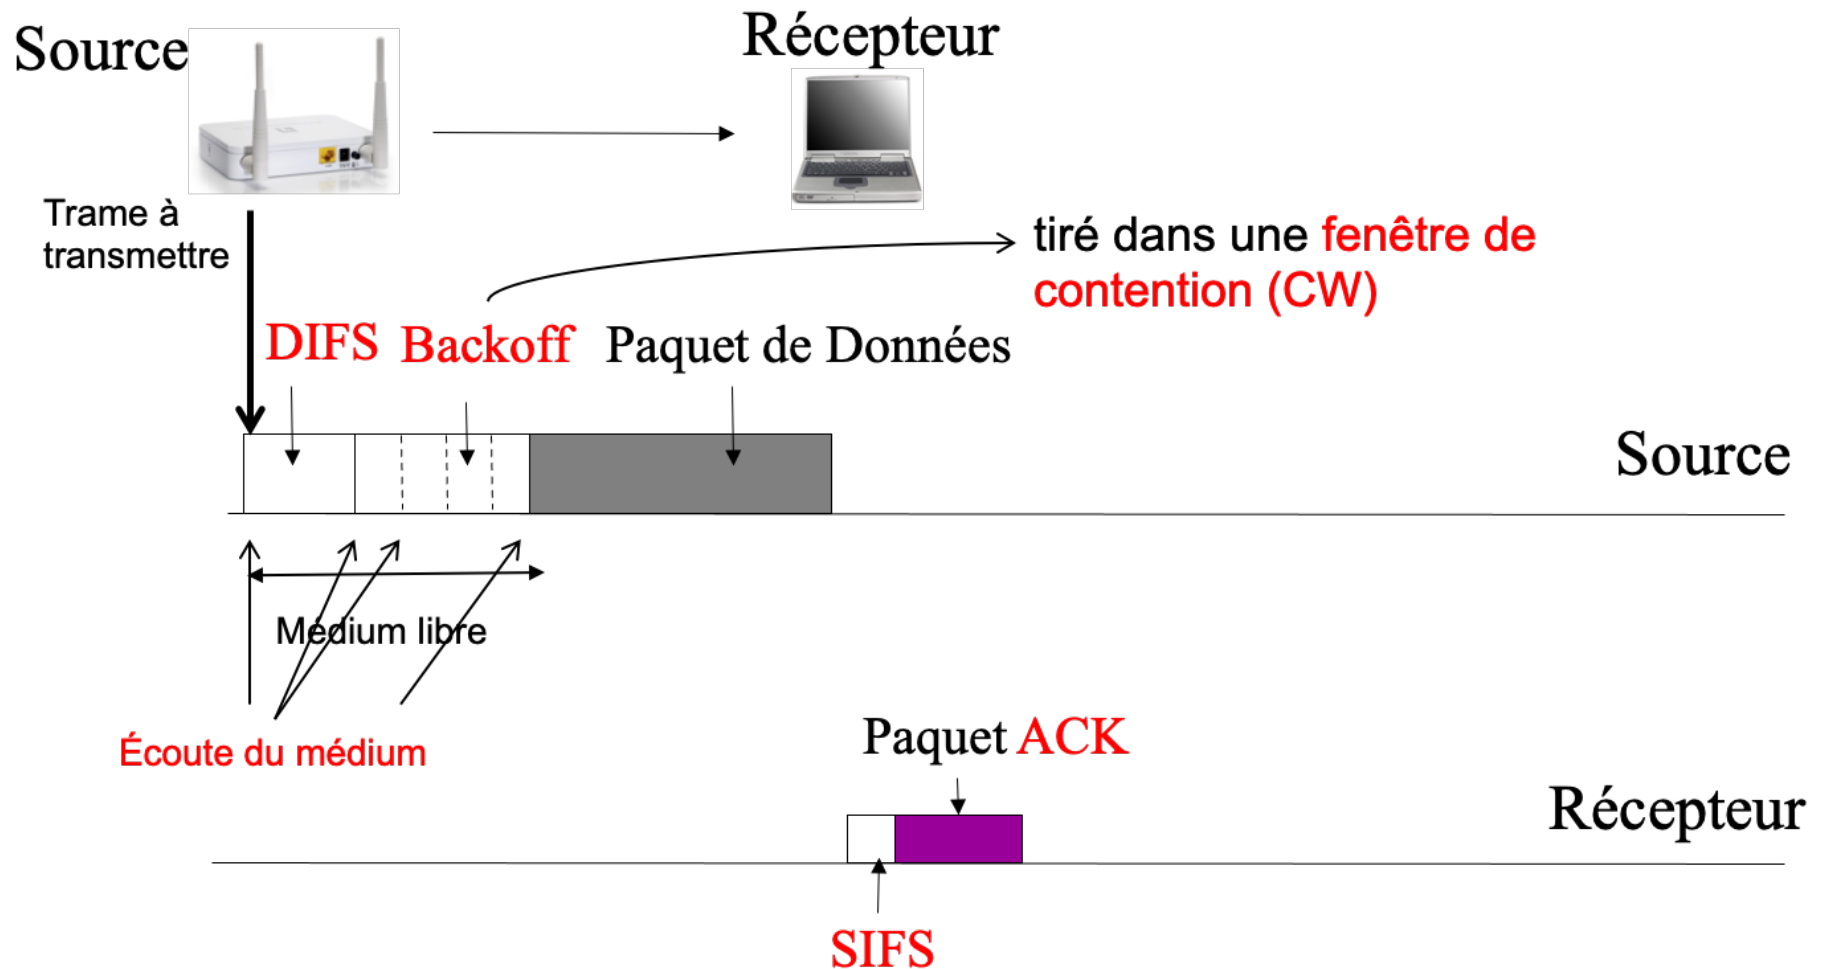 Source
Récepteur
Trame à
transmettre
tiré dans une fenêtre de
contention (CW)
DIFS
Backoff
Paquet de Données
Source
Médium libre
Écoute du médium
Paquet ACK
Récepteur
SIFS